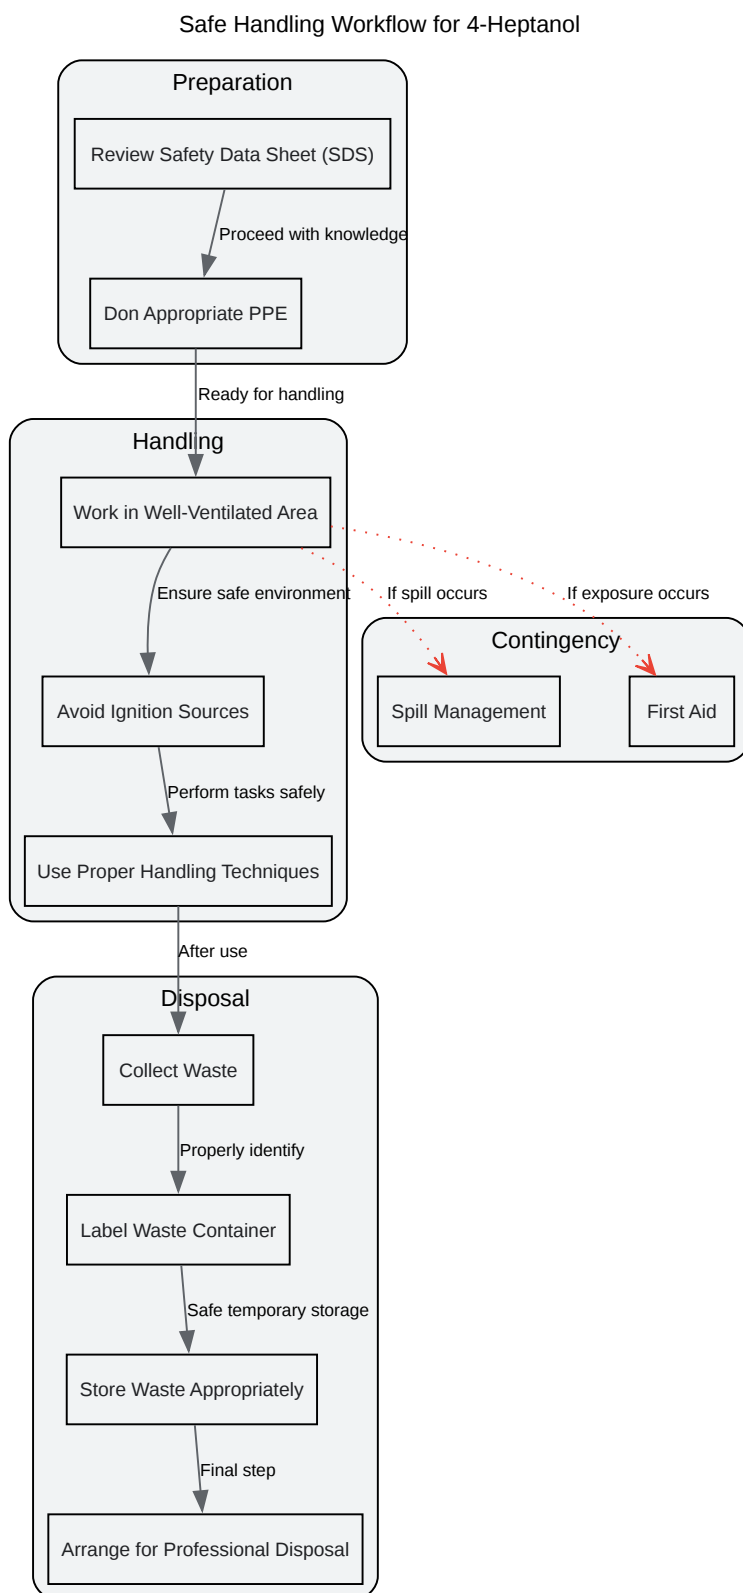 Safe Handling Workflow for 4-Heptanol
Preparation
Review Safety Data Sheet (SDS)
Proceed with knowledge
Don Appropriate PPE
Ready for handling
Handling
Work in Well-Ventilated Area
Ensure safe environment
If spill occurs
If exposure occurs
Contingency
Avoid Ignition Sources
Spill Management
First Aid
Perform tasks safely
Use Proper Handling Techniques
After use
Disposal
Collect Waste
Properly identify
Label Waste Container
Safe temporary storage
Store Waste Appropriately
Final step
Arrange for Professional Disposal